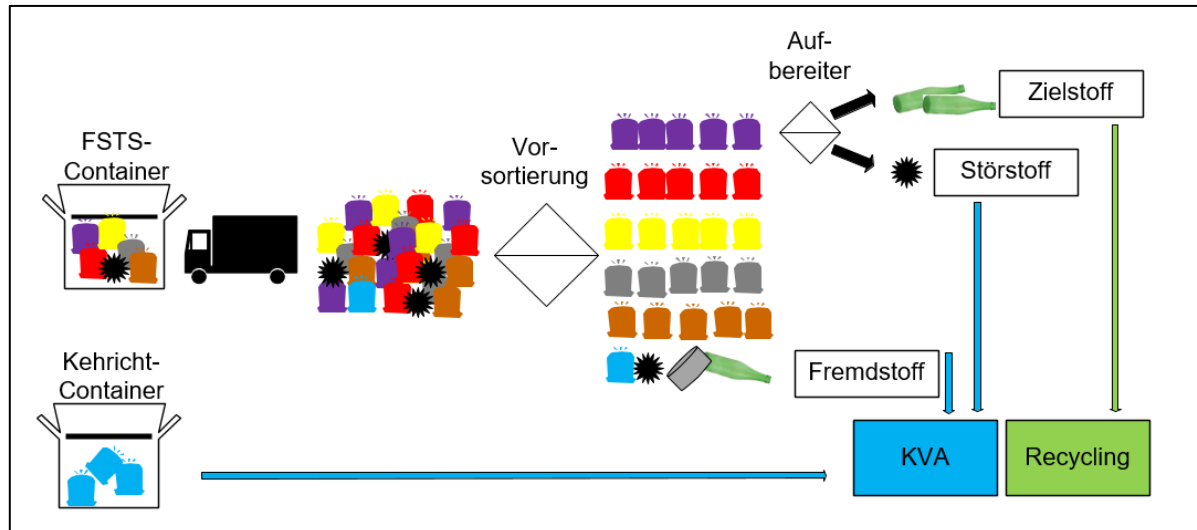 FSTS-
Container
Vor-
sortierung
Auf-
bereiter
Zielstoff
Störstoff
Kehricht-
Container
Fremdstoff
KVA
Recycling